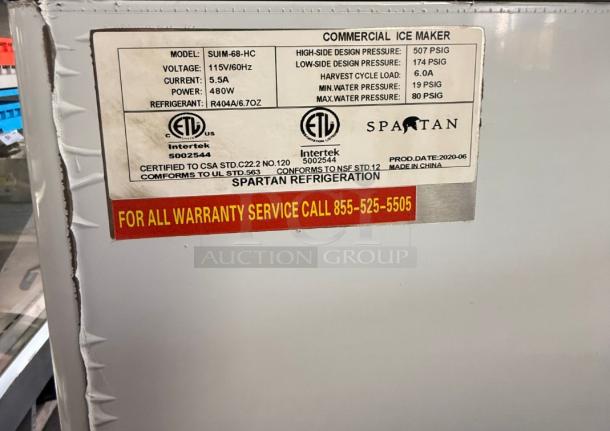 COMMERCIAL ICE MAKER
MODEL: SUIM-68-HC
VOLTAGE: 115V/60Hz
CURRENT: 5.5A
POWER: 480W
REFRIGERANT: R404A/6.7OZ
HIGH-SIDE DESIGN PRESSURE: 507 PSIG
LOW-SIDE DESIGN PRESSURE: 174 PSIG
HARVEST CYCLE LOAD: 6.0A
MIN.WATER PRESSURE: 19 PSIG
MAX.WATER PRESSURE: 80 PSIG
C ETL US
Intertek
5002544
ETL
Intertek
5002544
SPARTAN
CERTIFIED TO CSA STD.C22.2 NO.120
COMFORMS TO UL STD.563
CONFORMS TO NSF STD.12
PROD.DATE:2020-06
MADE IN CHINA
SPARTAN REFRIGERATION
FOR ALL WARRANTY SERVICE CALL 855-525-5505
AUCTION GROUP